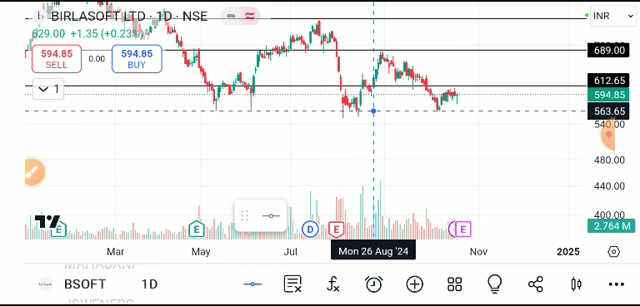 BIRLASOFT LTD · 1D · NSE
INR
629.00 +1.35 (+0.23%)
594.85
SELL
0.00
594.85
BUY
689.00
1
612.65
594.85
563.65
540.00
480.00
440.00
400.00
2.764 M
E
E
D
E
E
Mar
May
Jul
Mon 26 Aug '24
Nov
2025
BSOFT
1D